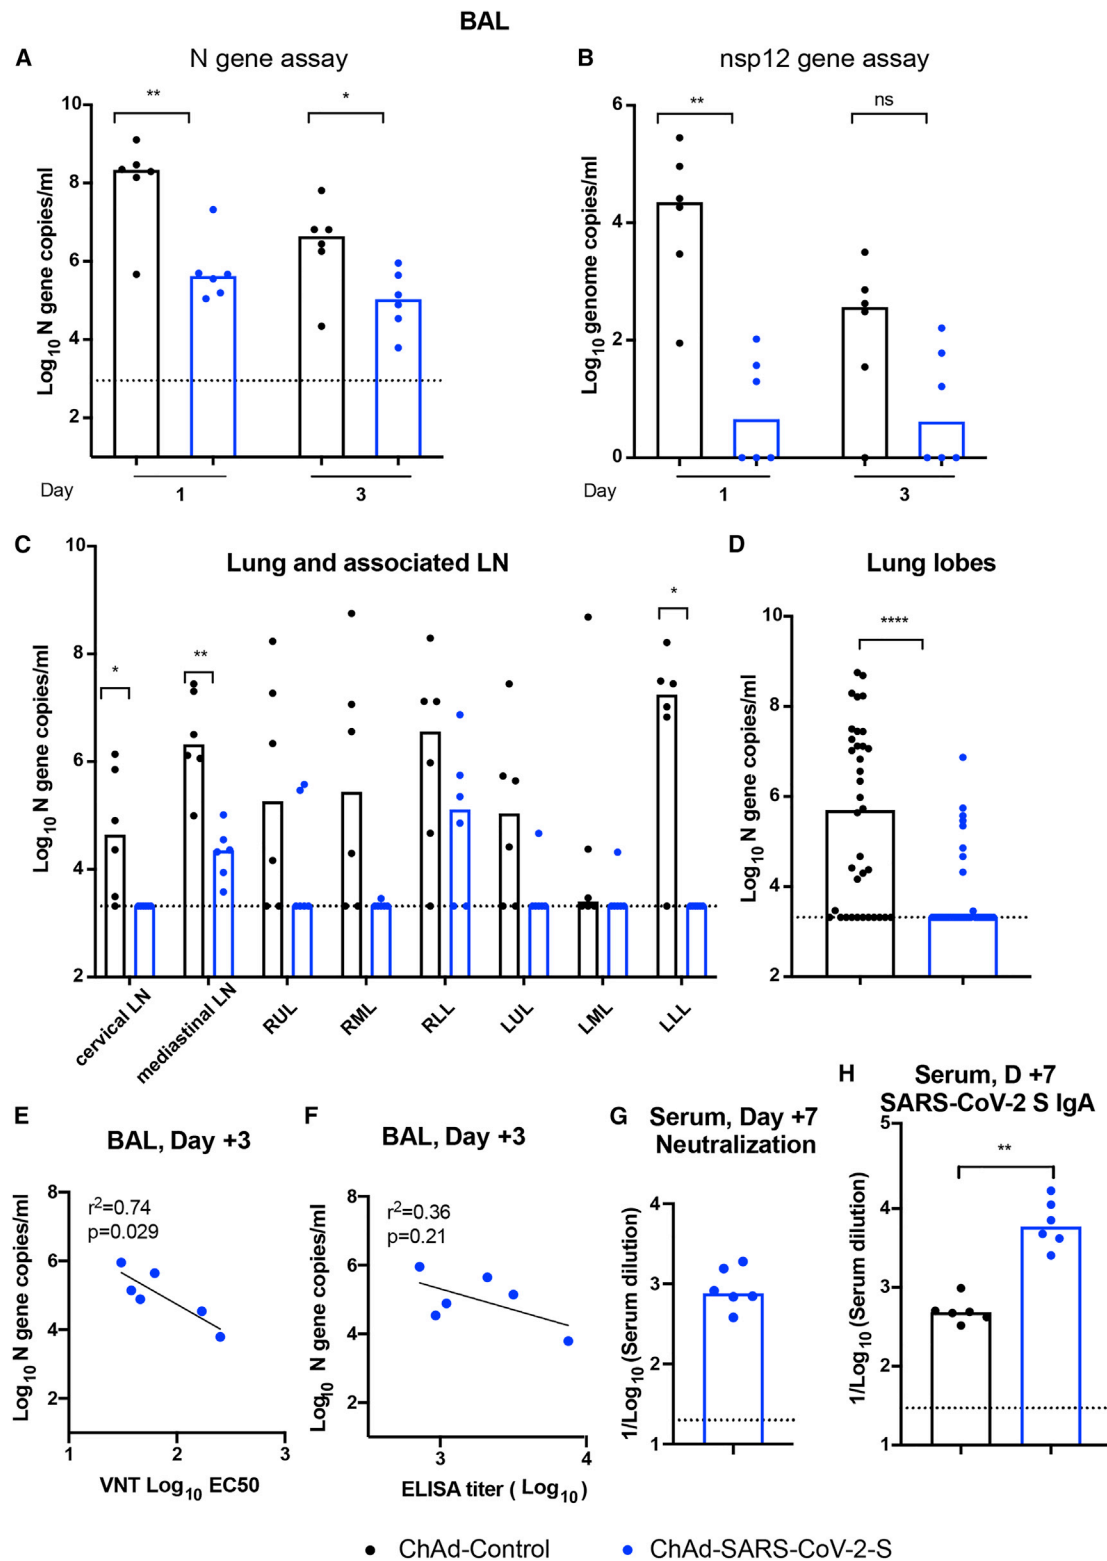 BAL
A
N gene assay
Log10 N gene copies/ml
10
8
6
4
2
**
*
Day
1
3
B
nsp12 gene assay
Log10 genome copies/ml
6
4
2
0
**
ns
Day
1
3
C
Lung and associated LN
Log10 N gene copies/ml
10
8
6
4
2
*
**
*
cervical LN
mediastinal LN
RUL
RML
RLL
LUL
LML
LLL
D
Lung lobes
Log10 N gene copies/ml
10
8
6
4
2
****
E
BAL, Day +3
Log10 N gene copies/ml
8
6
4
2
r2=0.74
p=0.029
1
2
3
VNT Log10 EC50
F
BAL, Day +3
Log10 N gene copies/ml
8
6
4
2
r2=0.36
p=0.21
3
4
ELISA titer ( Log10 )
G
Serum, Day +7
Neutralization
1/Log10 (Serum dilution)
4
3
2
1
H
Serum, D +7
SARS-CoV-2 S IgA
1/Log10 (Serum dilution)
5
4
3
2
1
**
ChAd-Control
ChAd-SARS-CoV-2-S